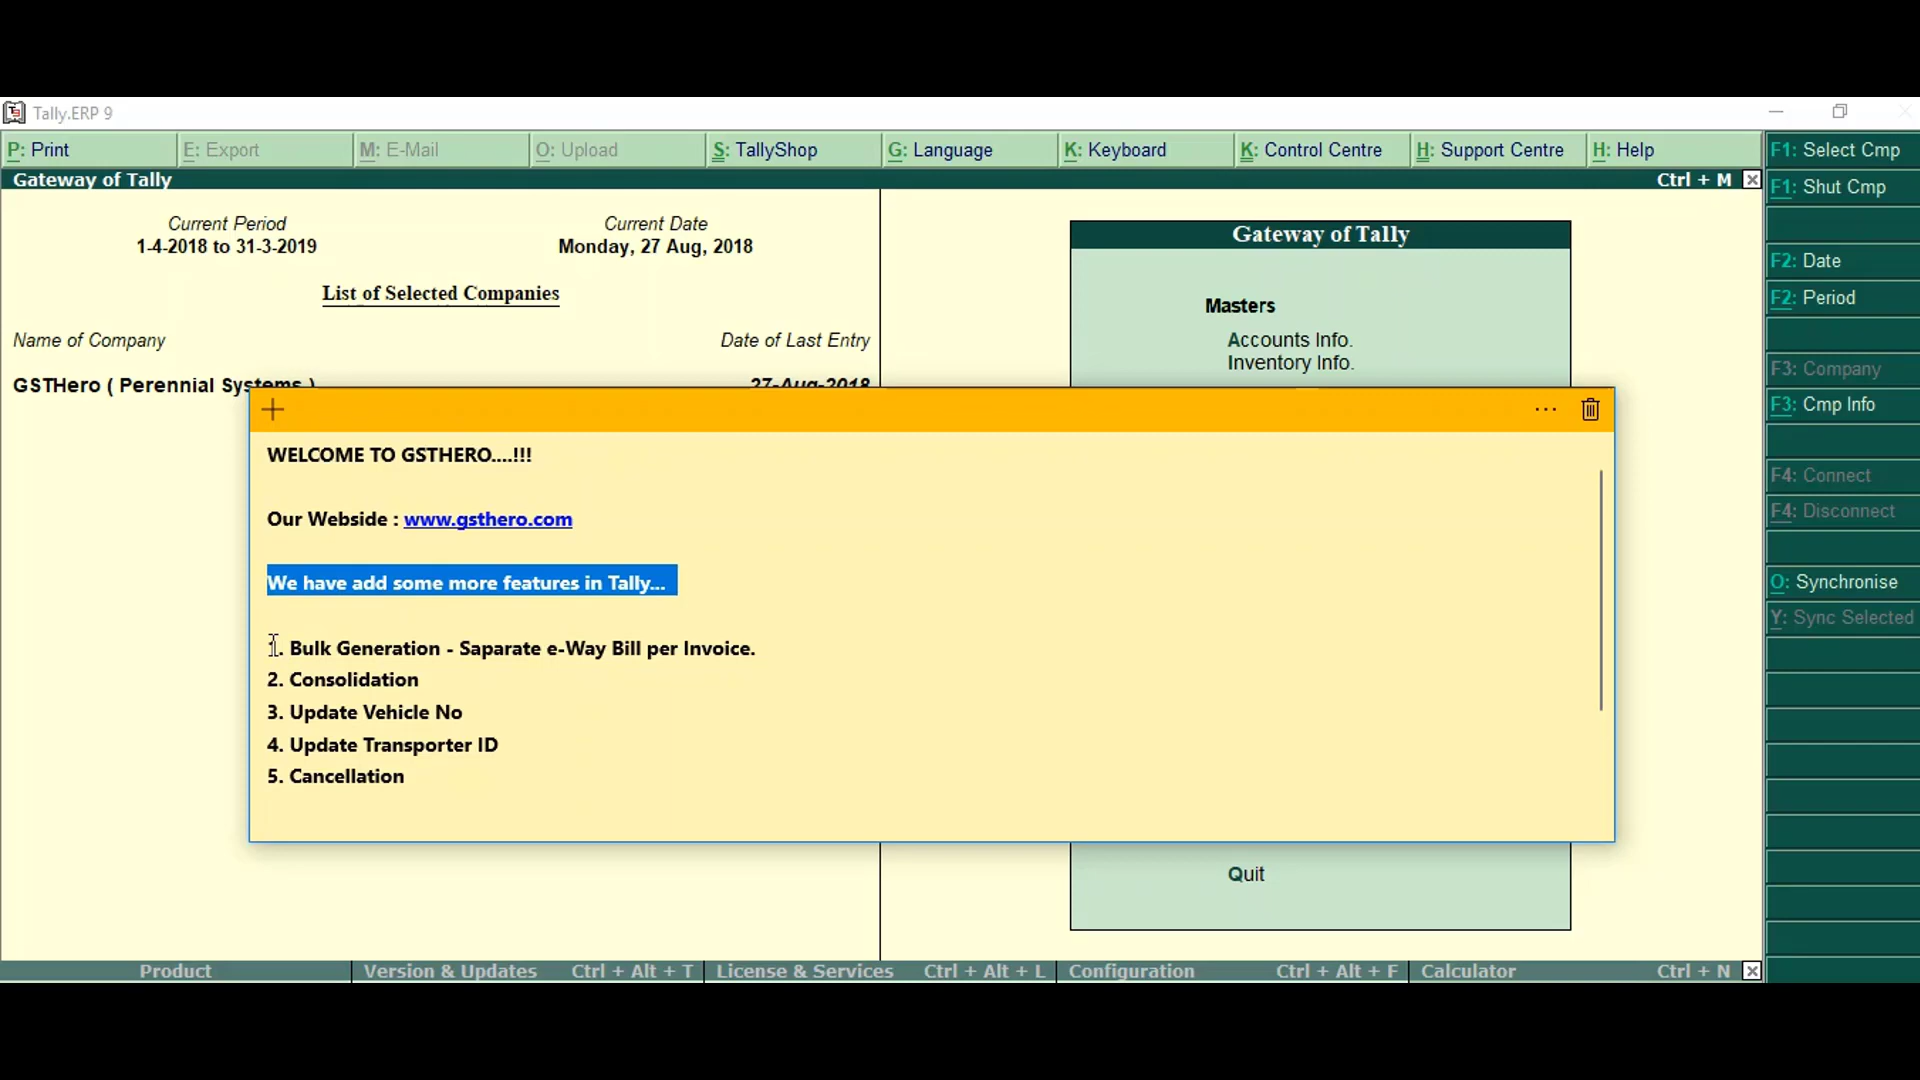 Tally.ERP 9
P: Print
E: Export
M: E-Mail
O: Upload
S: TallyShop
G: Language
K: Keyboard
K: Control Centre
H: Support Centre
H: Help
Gateway of Tally
Ctrl + M
Current Period
1-4-2018 to 31-3-2019
Current Date
Monday, 27 Aug, 2018
List of Selected Companies
Name of Company
Date of Last Entry
GSTHero ( Perennial Systems )
27-Aug-2018
Gateway of Tally
Masters
Accounts Info.
Inventory Info.
WELCOME TO GSTHERO....!!!
Our Webside : www.gsthero.com
We have add some more features in Tally...
1. Bulk Generation - Saparate e-Way Bill per Invoice.
2. Consolidation
3. Update Vehicle No
4. Update Transporter ID
5. Cancellation
Quit
F1: Select Cmp
F1: Shut Cmp
F2: Date
F2: Period
F3: Company
F3: Cmp Info
F4: Connect
F4: Disconnect
O: Synchronise
Y: Sync Selected
Product
Version & Updates
Ctrl + Alt + T
License & Services
Ctrl + Alt + L
Configuration
Ctrl + Alt + F
Calculator
Ctrl + N